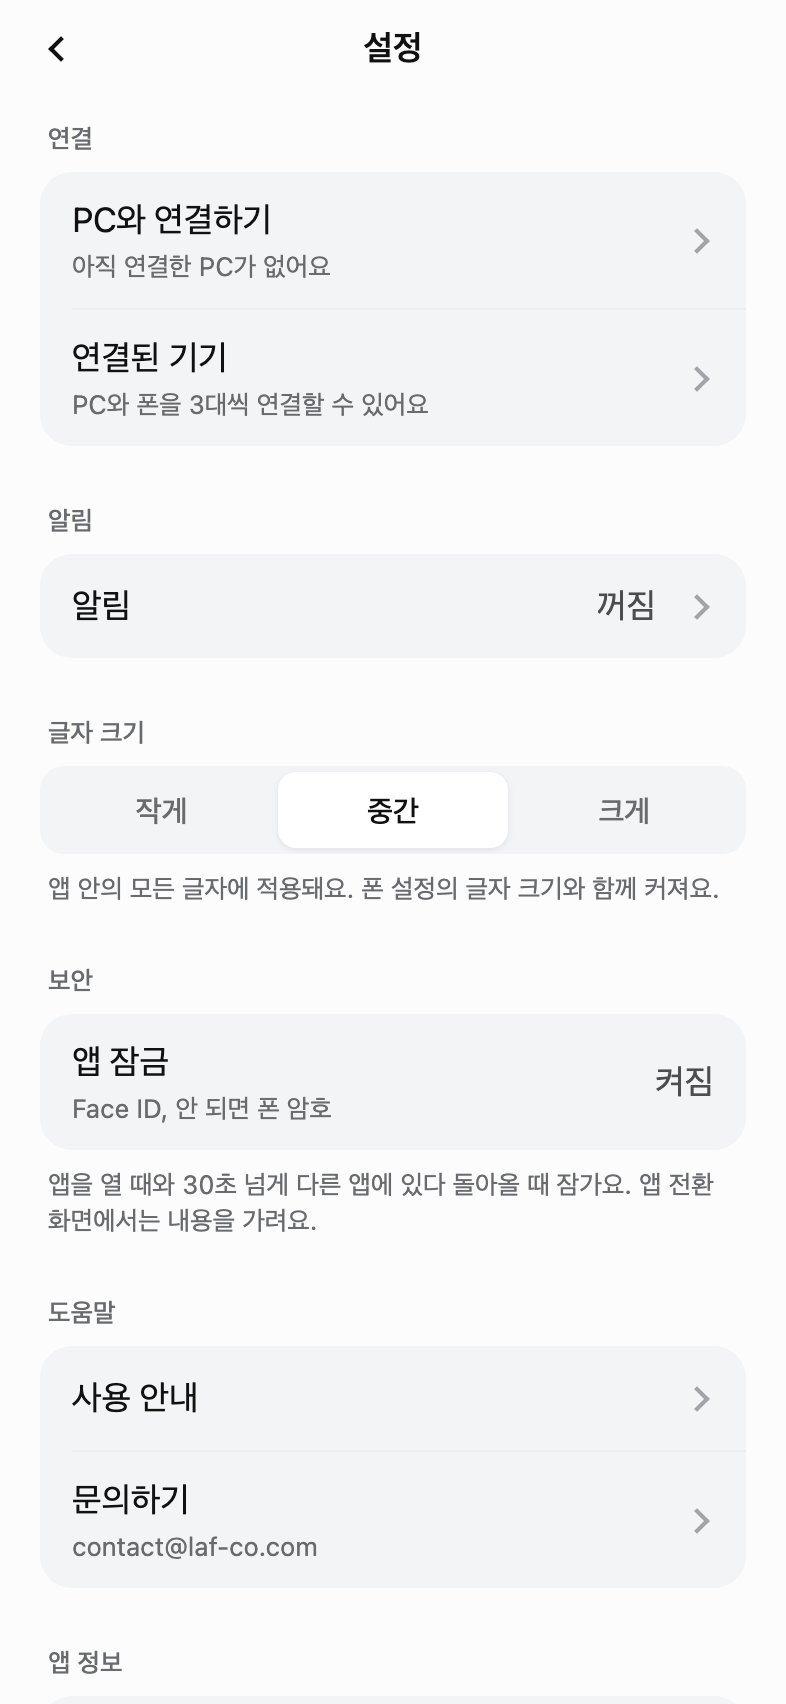 설정
연결
PC와 연결하기
아직 연결한 PC가 없어요
연결된 기기
PC와 폰을 3대씩 연결할 수 있어요
알림
알림
꺼짐
글자 크기
작게
중간
크게
앱 안의 모든 글자에 적용돼요. 폰 설정의 글자 크기와 함께 커져요.
보안
앱 잠금
켜짐
Face ID, 안 되면 폰 암호
앱을 열 때와 30초 넘게 다른 앱에 있다 돌아올 때 잠가요. 앱 전환
화면에서는 내용을 가려요.
도움말
사용 안내
문의하기
contact@laf-co.com
앱 정보